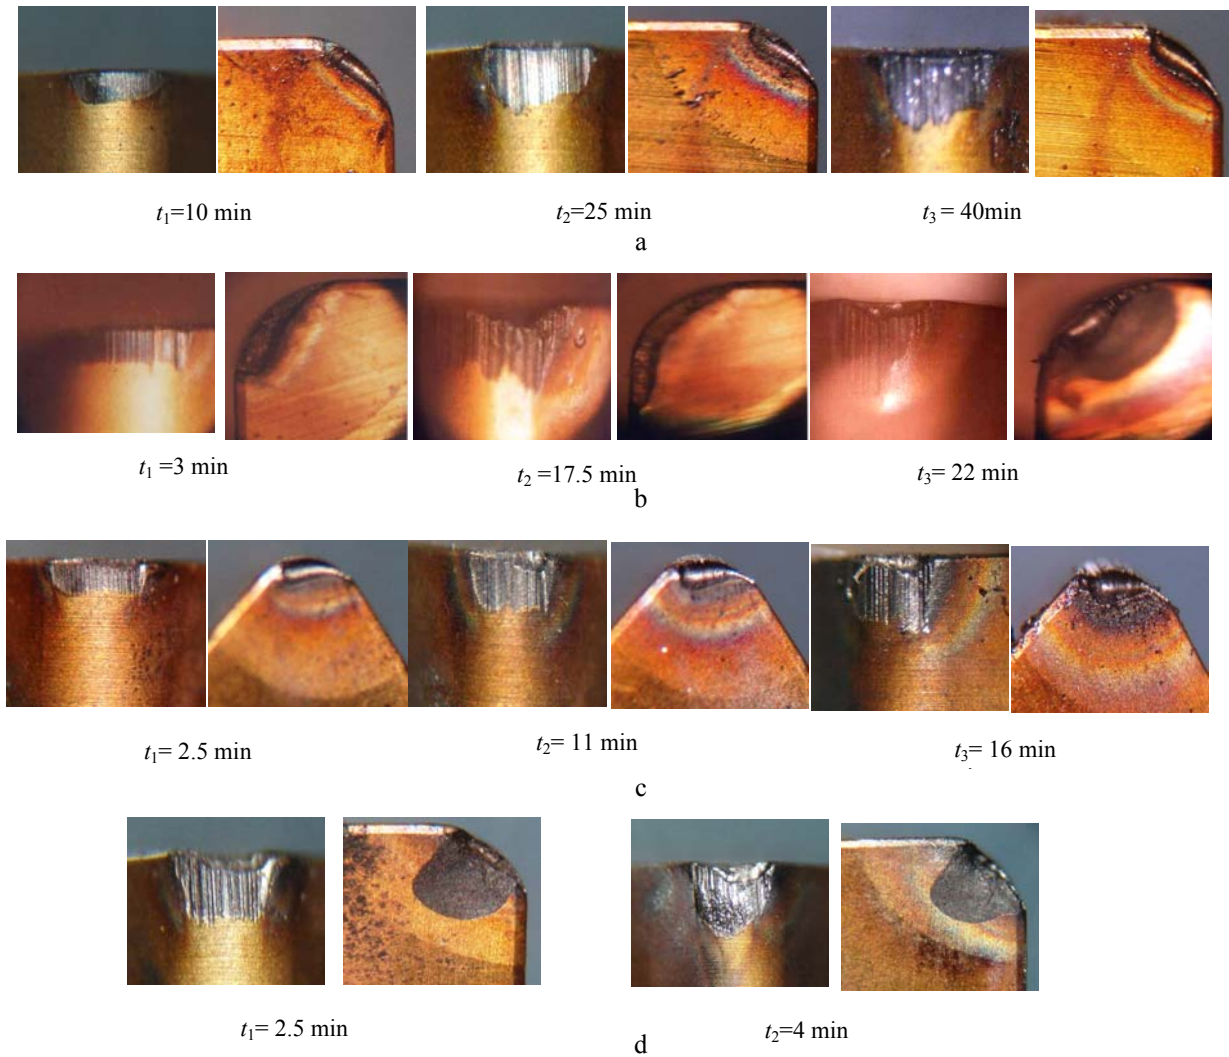 t₁=10 min t₂=25 min t₃ = 40min
a
t₁ =3 min t₂ =17.5 min t₃= 22 min
b
t₁= 2.5 min t₂= 11 min t₃= 16 min
c
t₁= 2.5 min t₂=4 min
d